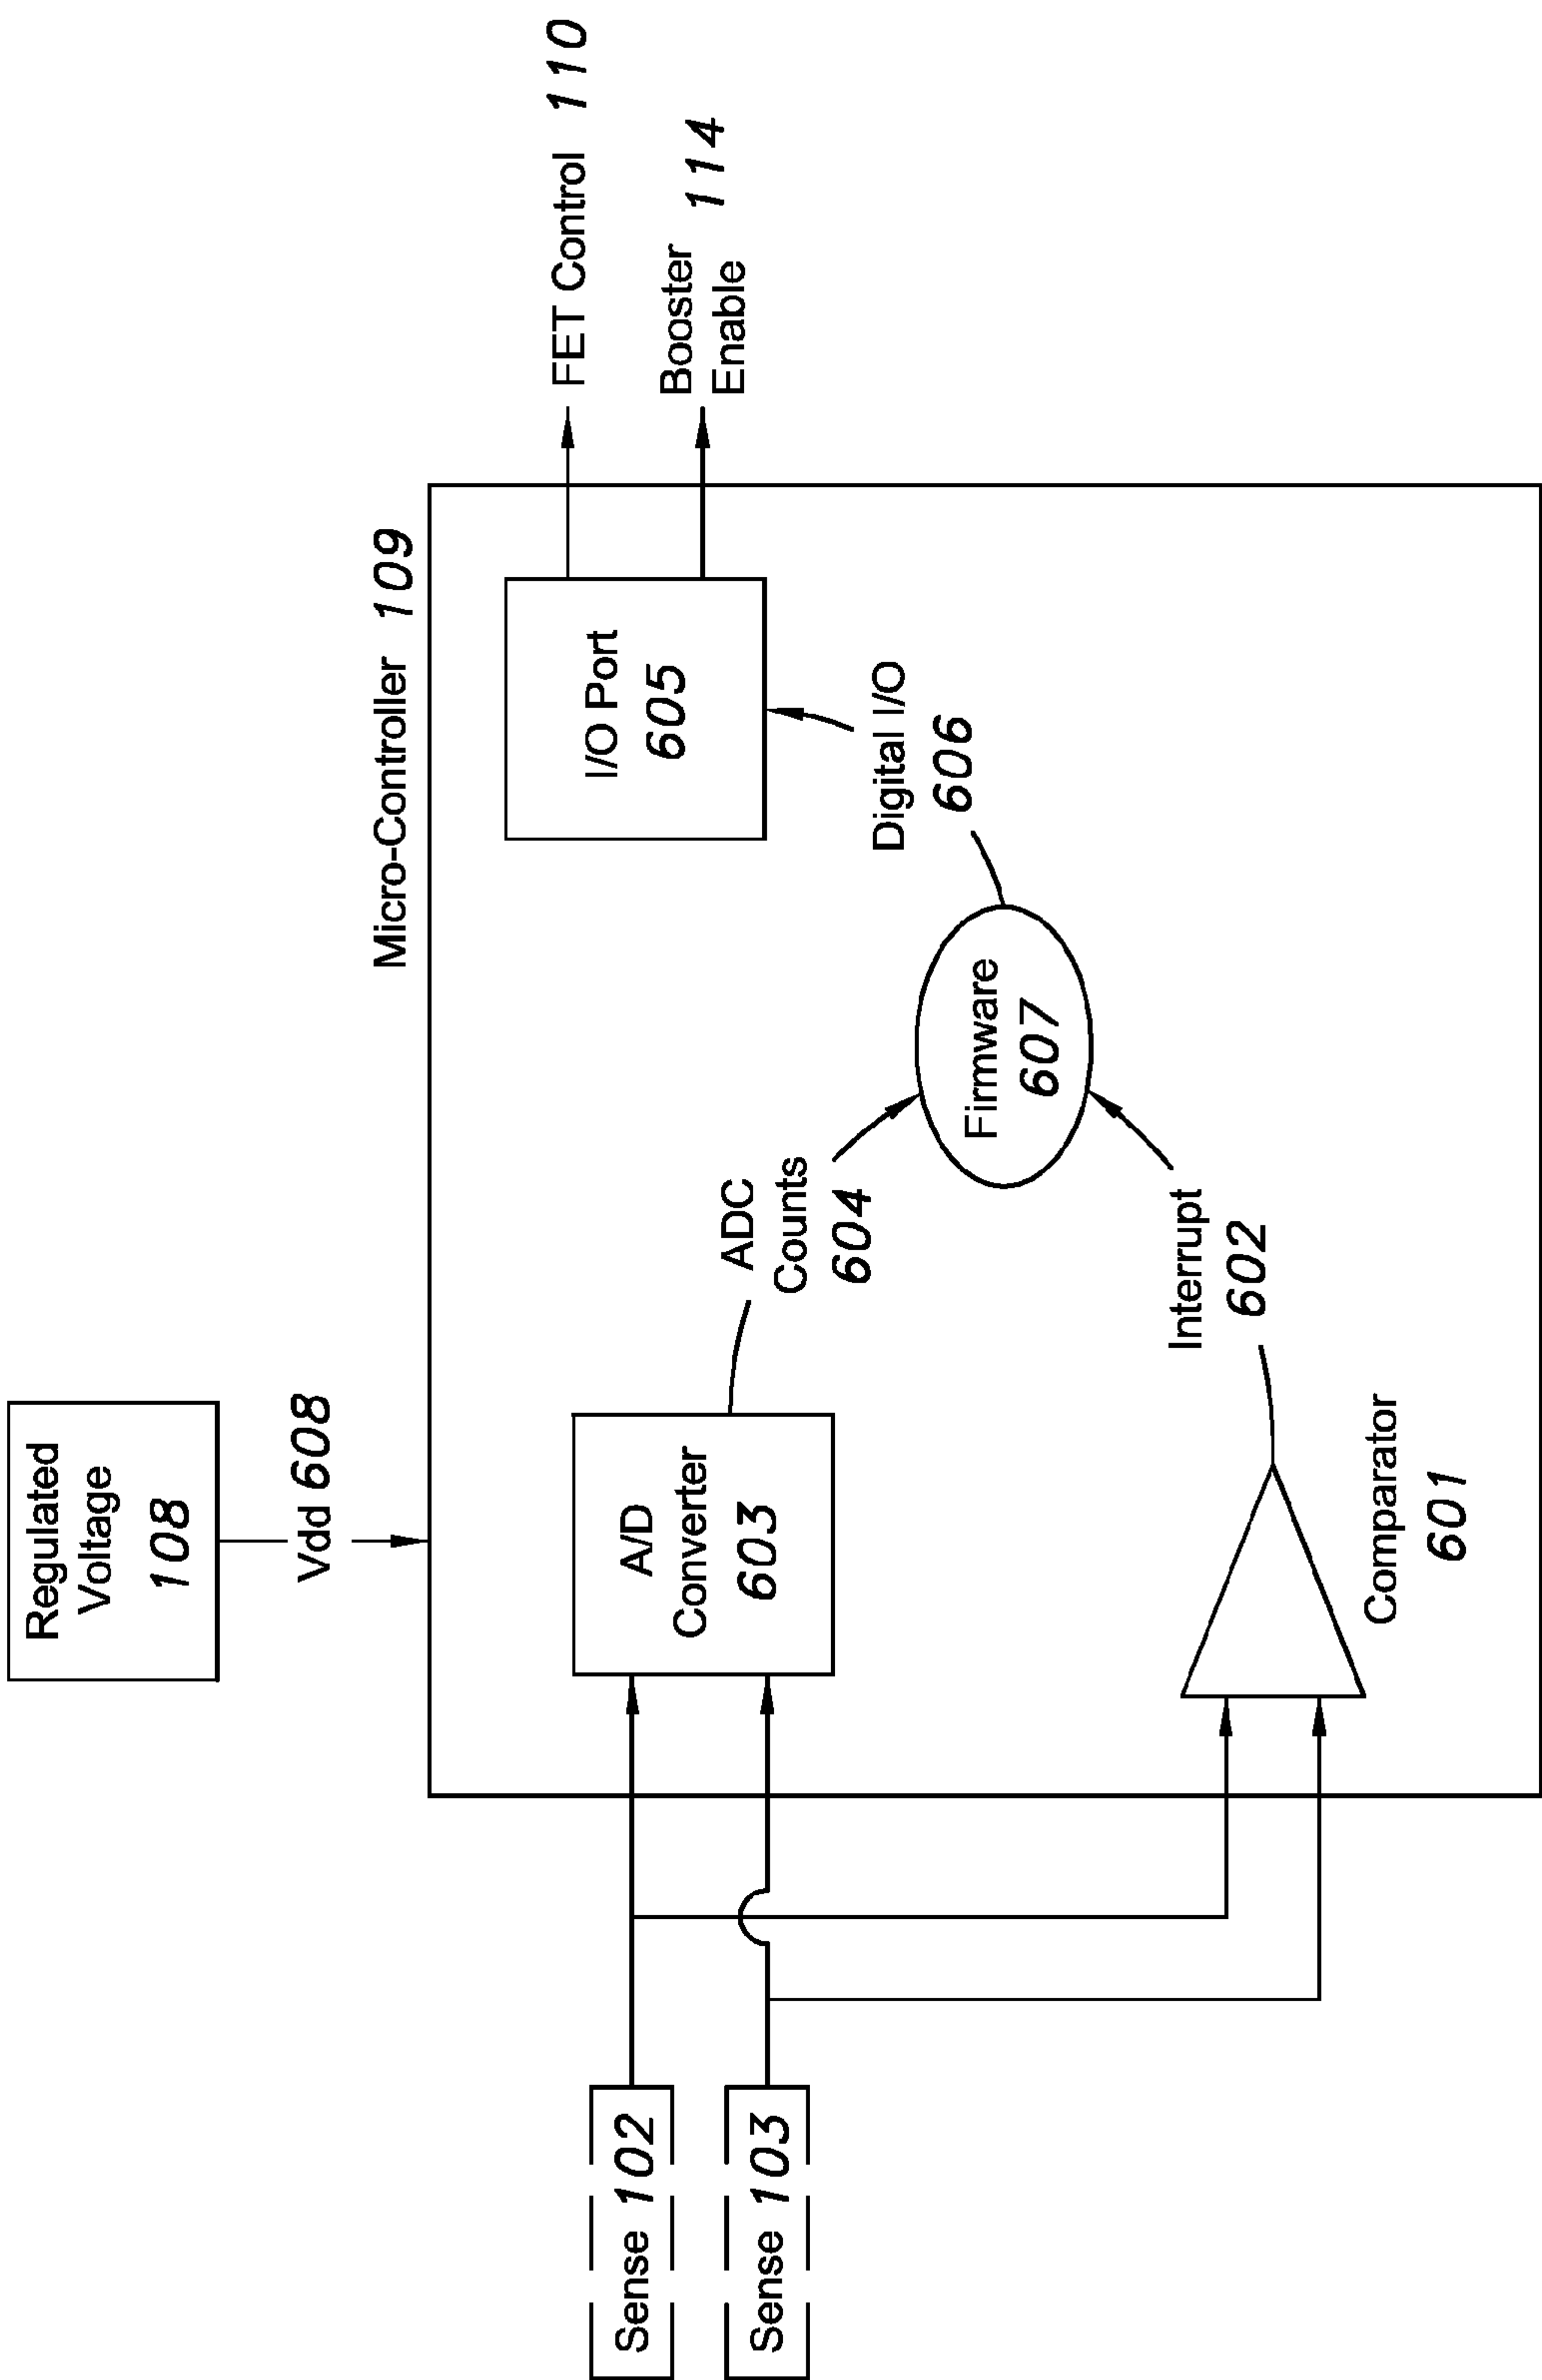 Regulated
Voltage
108
Vdd 608
Micro-Controller 109
Sense 102
Sense 103
A/D
Converter
603
ADC
Counts
604
Firmware
607
Interrupt
602
Comparator
601
Digital I/O
606
I/O Port
605
FET Control 110
Booster 114
Enable